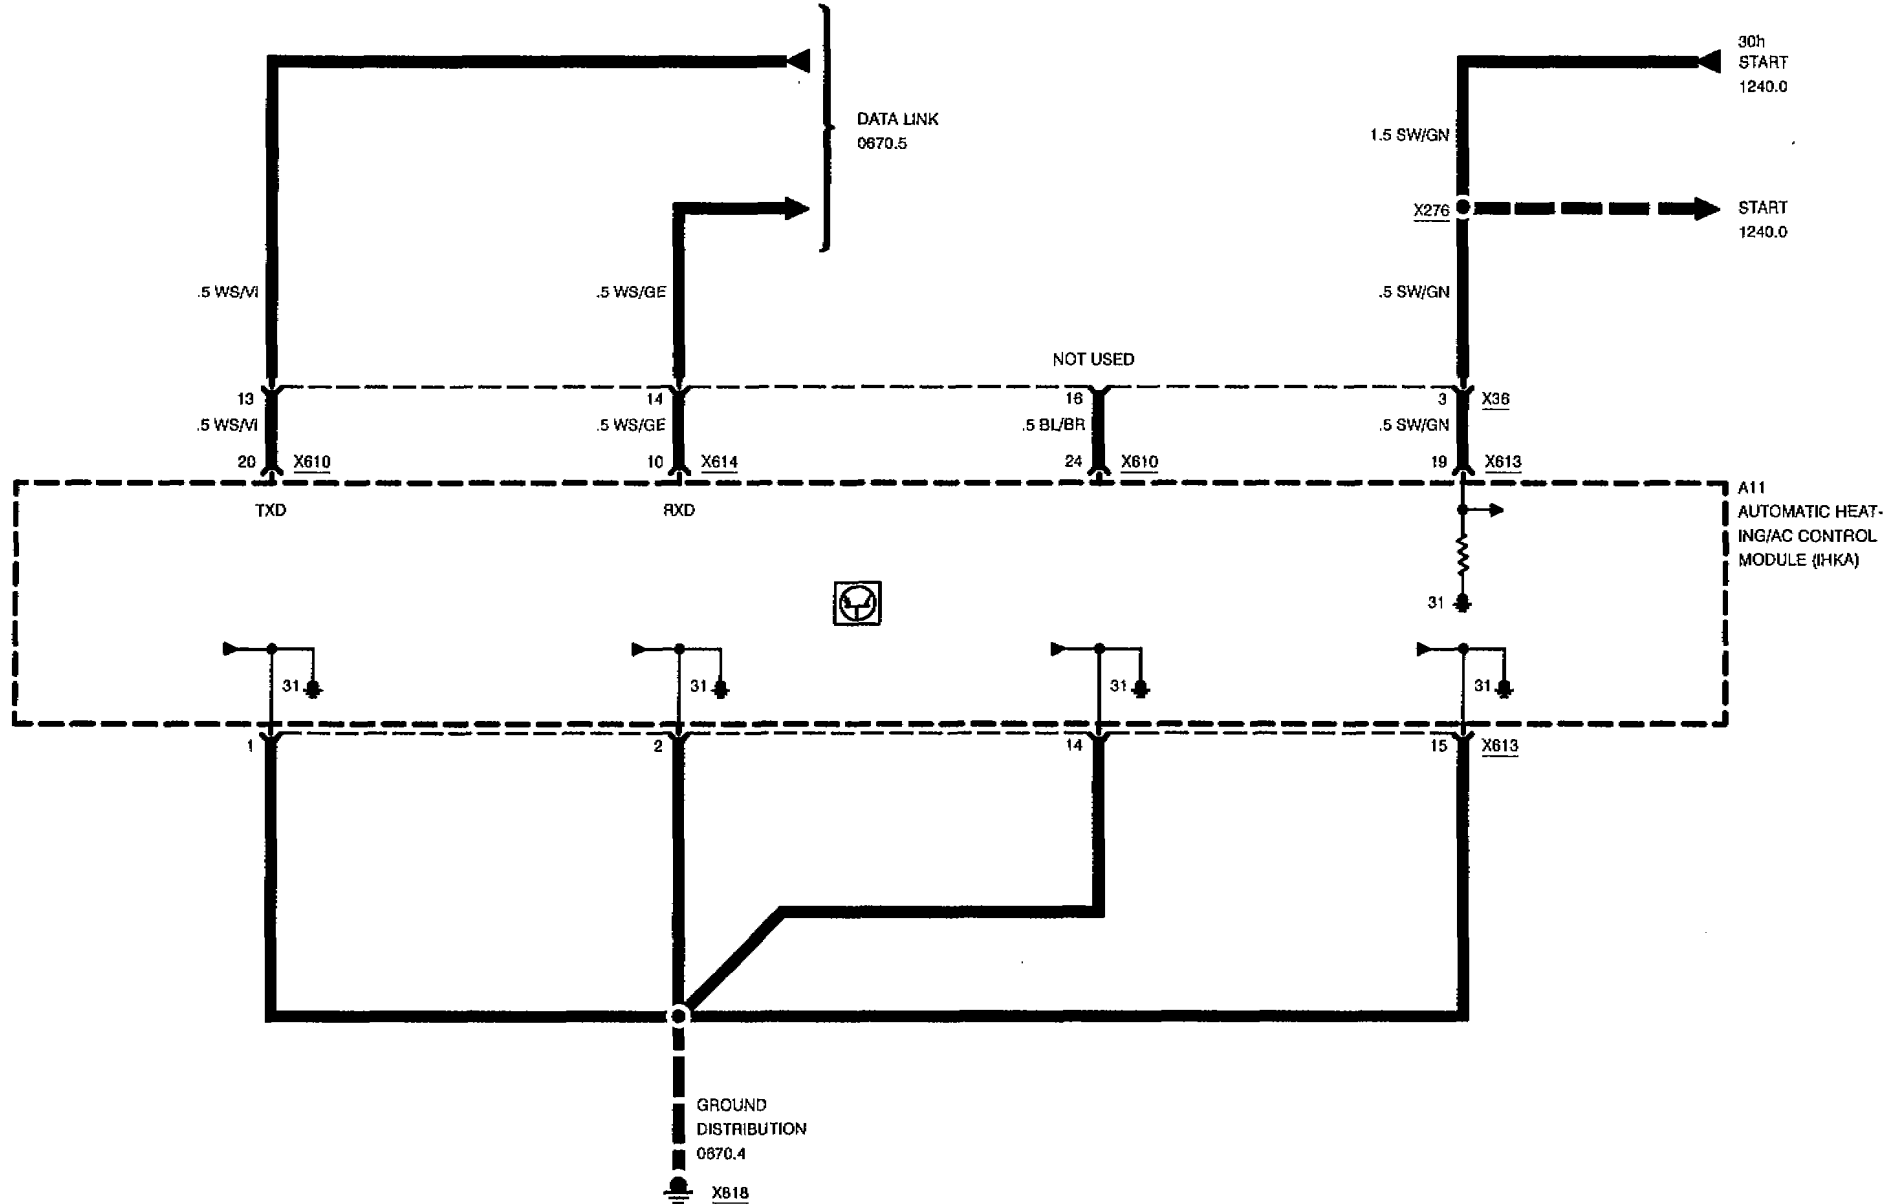 30h
START
1240.0
DATA LINK
0670.5
1.5 SW/GN
X276
START
1240.0
.5 WS/VI
.5 WS/GE
.5 SW/GN
NOT USED
13
14
16
3
X36
.5 WS/VI
.5 WS/GE
.5 BL/BR
.5 SW/GN
20
X610
10
X614
24
X610
19
X613
TXD
RXD
A11
AUTOMATIC HEAT-
ING/AC CONTROL
MODULE (IHKA)
31
31
31
31
31
1
2
14
15
X613
GROUND
DISTRIBUTION
0670.4
X618